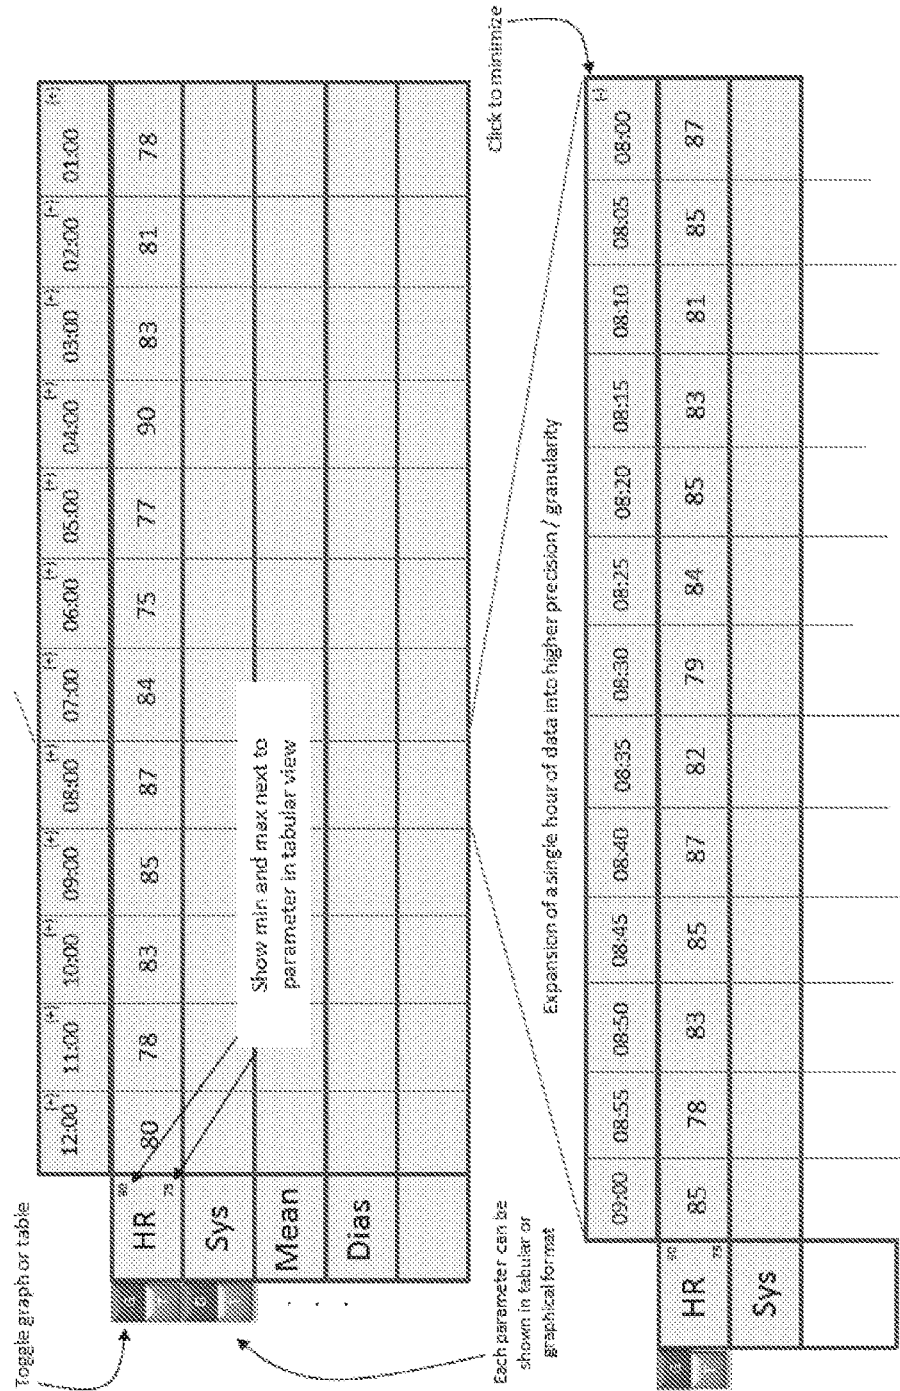 Toggle graph or table
12:00 (+) 11:00 (+) 10:00 (+) 09:00 (+) 08:00 (+) 07:00 (+) 06:00 (+) 05:00 (+) 04:00 (+) 03:00 (+) 02:00 (+) 01:00 (+)
HR 90 75 80 78 83 85 87 84 75 77 90 83 81 78
Sys
Mean
Dias
Show min and max next to
parameter in tabular view
. . .
Each parameter can be
shown in tabular or
graphical format
Click to minimize
Expansion of a single hour of data into higher precision / granularity
09:00 08:55 08:50 08:45 08:40 08:35 08:30 08:25 08:20 08:15 08:10 08:05 08:00 (-)
HR 90 75 85 78 83 85 87 82 79 84 85 83 81 85 87
Sys